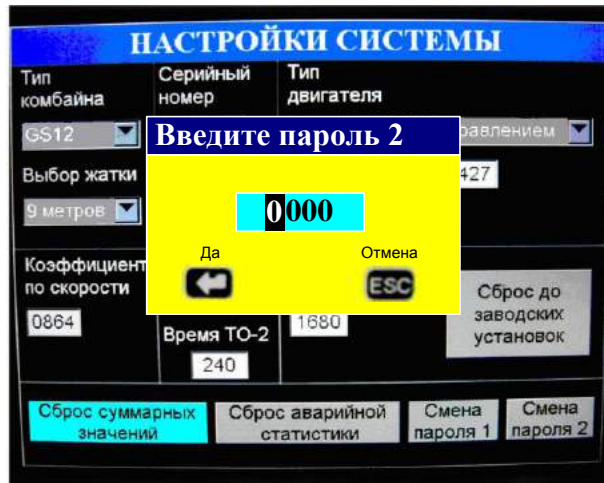 НАСТРОЙКИ СИСТЕМЫ
Тип
комбайна
Серийный
номер
Тип
двигателя
GS12
Введите пароль 2
Выбор жатки
427
9 метров
0000
Да
Отмена
ESC
Коэффициент
по скорости
0864
Время ТО-2
240
1680
Сброс до
заводских
установок
Сброс суммарных
значений
Сброс аварийной
статистики
Смена
пароля 1
Смена
пароля 2